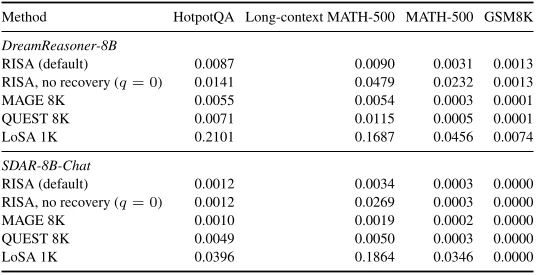 Method HotpotQA Long-context MATH-500 MATH-500 GSM8K
DreamReasoner-8B
RISA (default) 0.0087 0.0090 0.0031 0.0013
RISA, no recovery (q = 0) 0.0141 0.0479 0.0232 0.0013
MAGE 8K 0.0055 0.0054 0.0003 0.0001
QUEST 8K 0.0071 0.0115 0.0005 0.0001
LoSA 1K 0.2101 0.1687 0.0456 0.0074
SDAR-8B-Chat
RISA (default) 0.0012 0.0034 0.0003 0.0000
RISA, no recovery (q = 0) 0.0012 0.0269 0.0003 0.0000
MAGE 8K 0.0010 0.0019 0.0002 0.0000
QUEST 8K 0.0049 0.0050 0.0003 0.0000
LoSA 1K 0.0396 0.1864 0.0346 0.0000